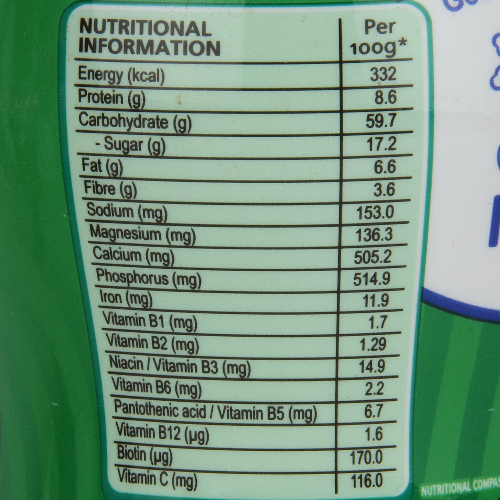 NUTRITIONAL INFORMATION Per 100g*
Energy (kcal) 332
Protein (g) 8.6
Carbohydrate (g) 59.7
- Sugar (g) 17.2
Fat (g) 6.6
Fibre (g) 3.6
Sodium (mg) 153.0
Magnesium (mg) 136.3
Calcium (mg) 505.2
Phosphorus (mg) 514.9
Iron (mg) 11.9
Vitamin B1 (mg) 1.7
Vitamin B2 (mg) 1.29
Niacin / Vitamin B3 (mg) 14.9
Vitamin B6 (mg) 2.2
Pantothenic acid / Vitamin B5 (mg) 6.7
Vitamin B12 (µg) 1.6
Biotin (µg) 170.0
Vitamin C (mg) 116.0
NUTRITIONAL